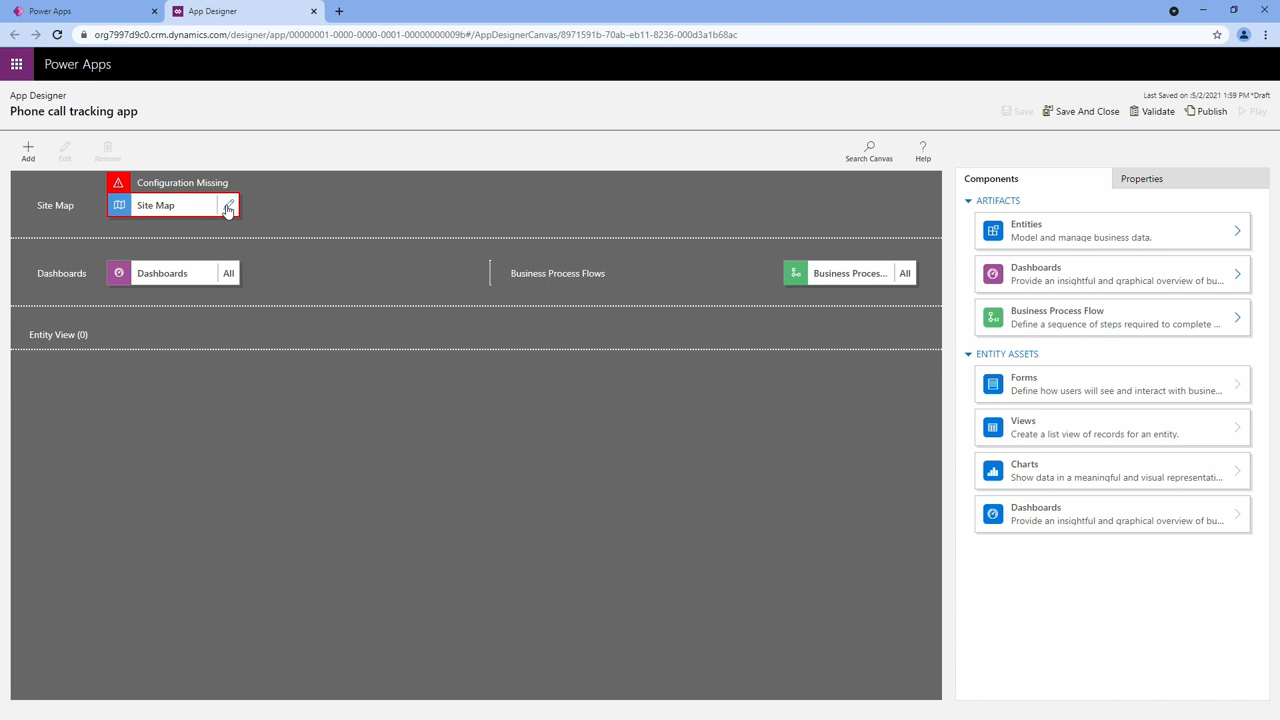 Power Apps
App Designer
org7997d9c0.crm.dynamics.com/designer/app/00000001-0000-0000-0001-00000000009b#/AppDesignerCanvas/8971591b-70ab-eb11-8236-000d3a1b68ac
Power Apps
App Designer
Phone call tracking app
Last Saved on :5/2/2021 1:59 PM *Draft
Save
Save And Close
Validate
Publish
Play
Add
Edit
Remove
Search Canvas
Help
Site Map
Configuration Missing
Site Map
Dashboards
Dashboards
All
Business Process Flows
Business Proces...
All
Entity View (0)
Components
Properties
ARTIFACTS
Entities
Model and manage business data.
Dashboards
Provide an insightful and graphical overview of bu...
Business Process Flow
Define a sequence of steps required to complete ...
ENTITY ASSETS
Forms
Define how users will see and interact with busine...
Views
Create a list view of records for an entity.
Charts
Show data in a meaningful and visual representati...
Dashboards
Provide an insightful and graphical overview of bu...